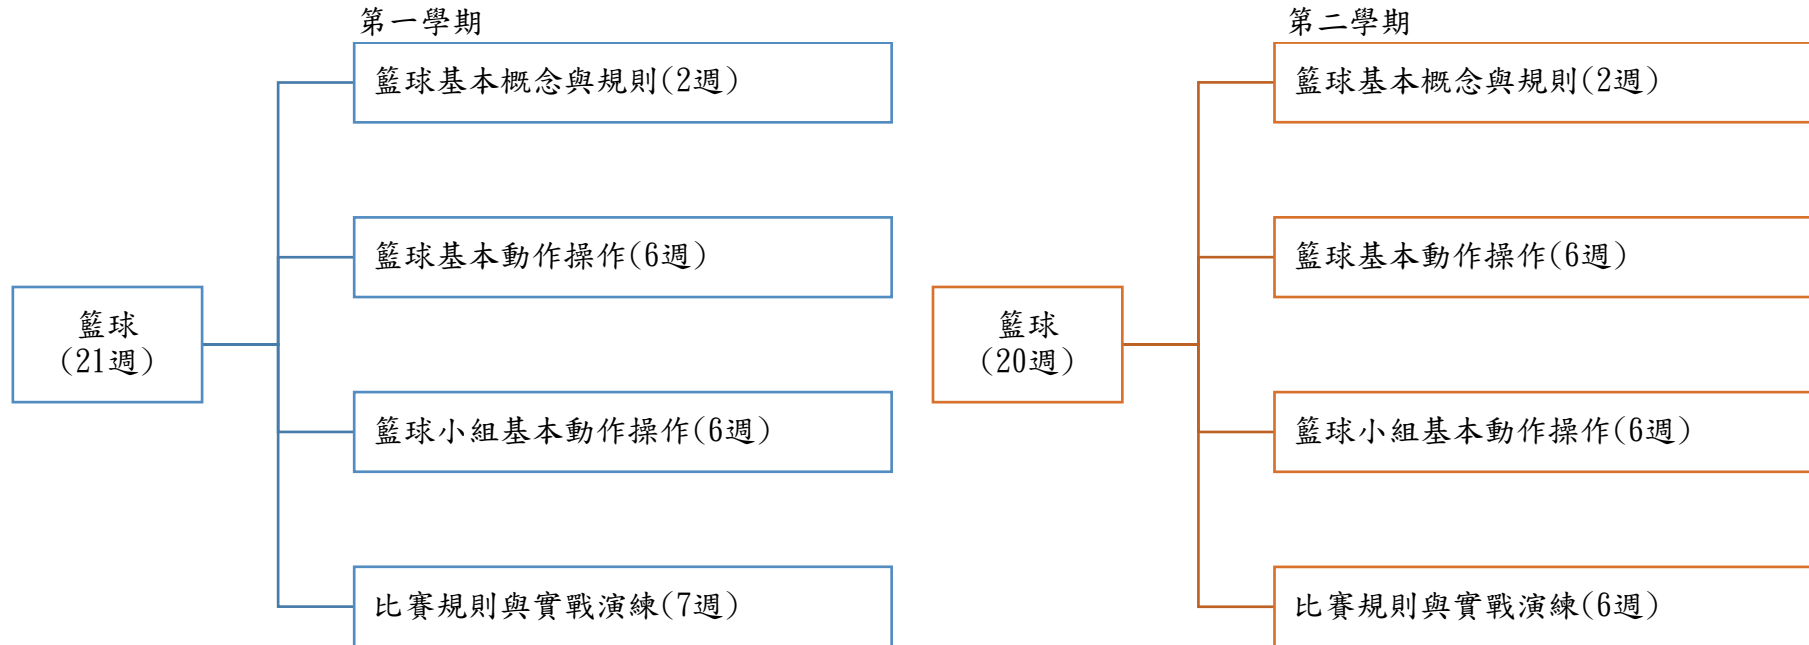 第一學期
籃球基本概念與規則(2週)
籃球基本動作操作(6週)
籃球
(21週)
籃球小組基本動作操作(6週)
比賽規則與實戰演練(7週)
第二學期
籃球基本概念與規則(2週)
籃球基本動作操作(6週)
籃球
(20週)
籃球小組基本動作操作(6週)
比賽規則與實戰演練(6週)